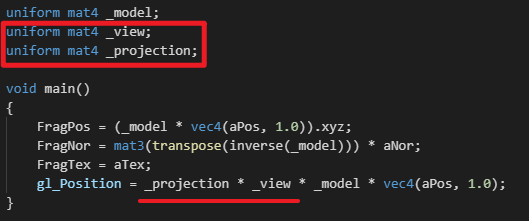 uniform mat4 _model;
uniform mat4 _view;
uniform mat4 _projection;
void main()
{
FragPos = (_model * vec4(aPos, 1.0)).xyz;
FragNor = mat3(transpose(inverse(_model))) * aNor;
FragTex = aTex;
gl_Position = _projection * _view * _model * vec4(aPos, 1.0);
}